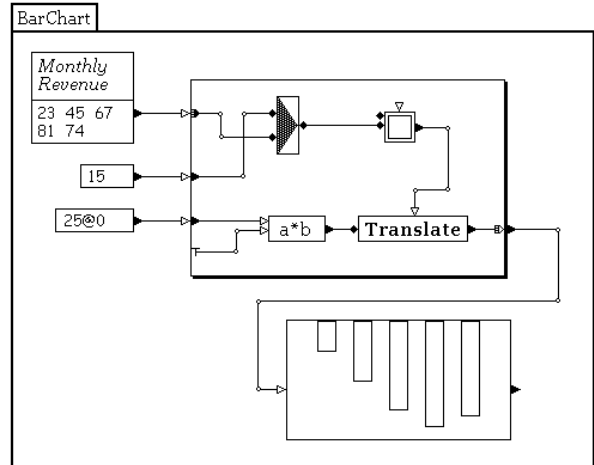 BarChart
Monthly
Revenue
23 45 67
81 74
15
25@0
a*b
Translate